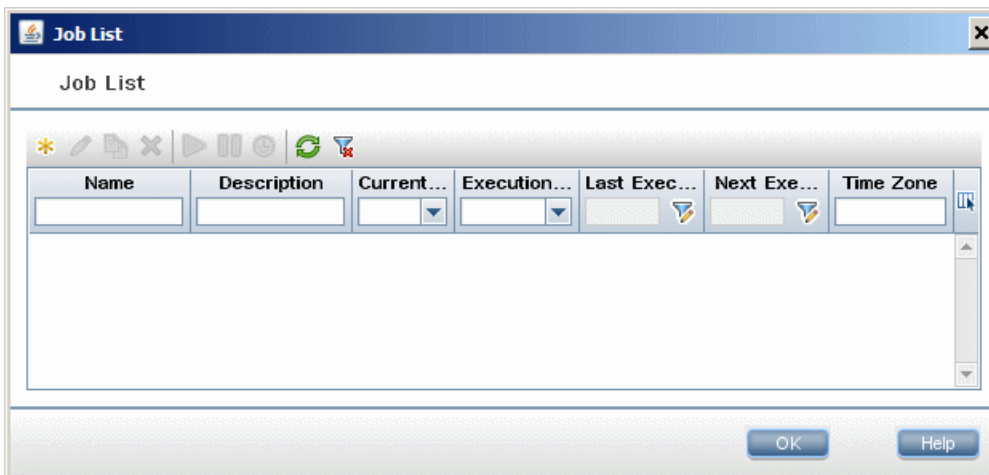 Job List
Job List
Name Description Current... Execution... Last Exec... Next Exe... Time Zone
OK Help